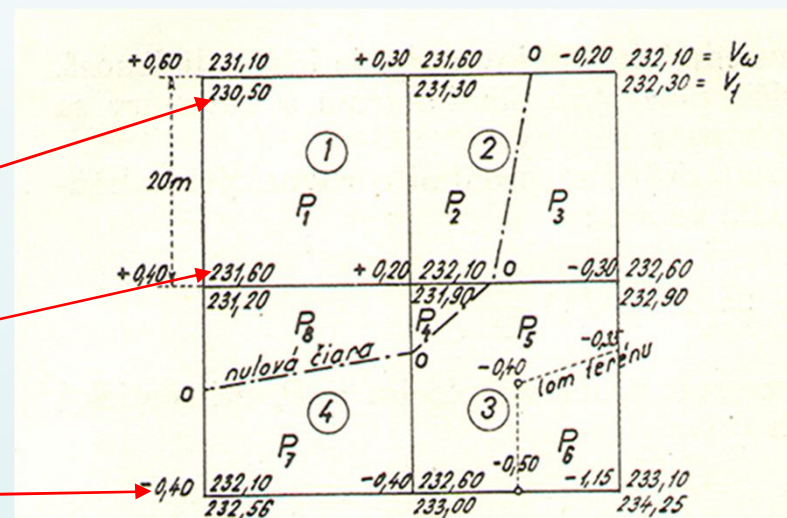 +0,60 231,10 +0,30 231,60 0 -0,20 232,10 = Vω
230,50 231,30 232,30 = V₁
1 2
20m
P₁ P₂ P₃
+0,40 231,60 +0,20 232,10 0 -0,30 232,60
231,20 231,90 232,90
P₈ P₄ P₅
-0,35
nulová čiara 0 -0,40 lom terénu
0
4 3
P₇ -0,50 P₆
-0,40 232,10 -0,40 232,60 -1,15 233,10
232,56 233,00 234,25